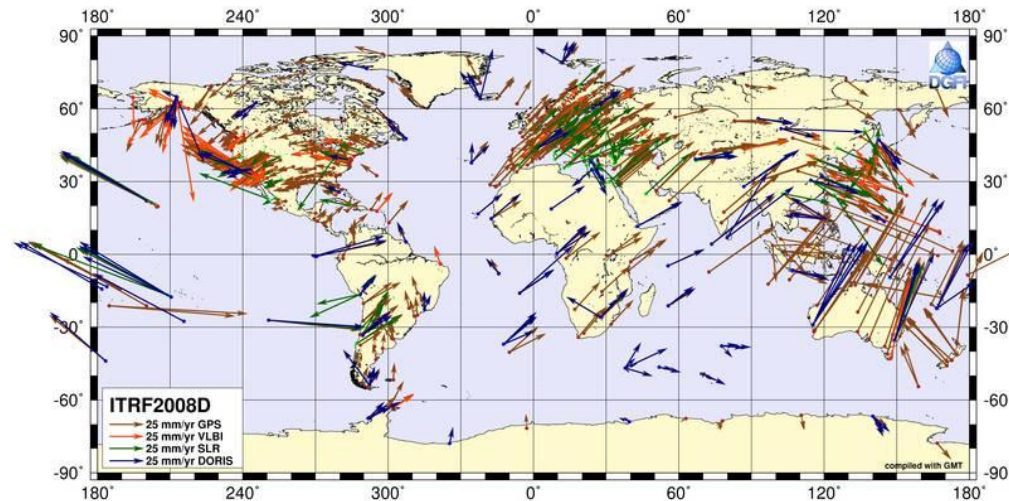 180° 240° 300° 0° 60° 120° 180°
90° 90°
DGFI
60° 60°
30° 30°
0° 0°
-30° -30
-60° -60
ITRF2008D
25 mm/yr GPS
25 mm/yr VLBI
25 mm/yr SLR
25 mm/yr DORIS
compiled with GMT
-90° -90
180° 240° 300° 0° 60° 120° 180°